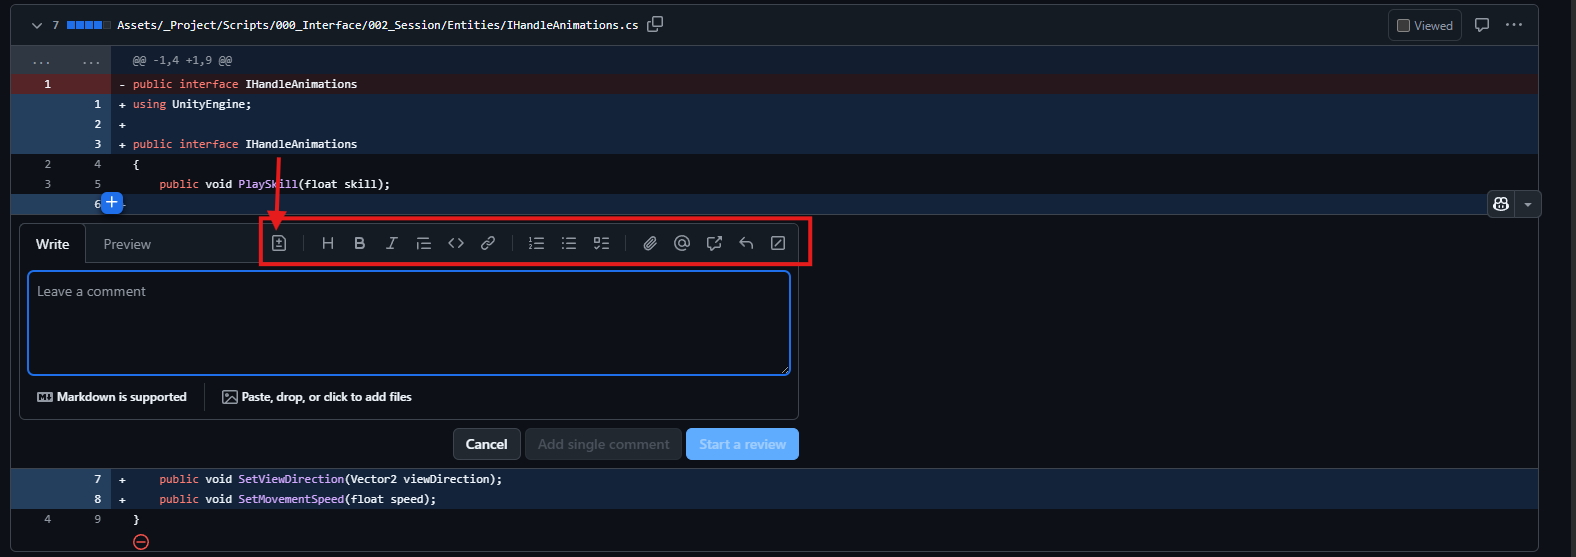 7 Assets/_Project/Scripts/000_Interface/002_Session/Entities/IHandleAnimations.cs Viewed
... ... @@ -1,4 +1,9 @@
1 - public interface IHandleAnimations
1 + using UnityEngine;
2 +
3 + public interface IHandleAnimations
2 4 {
3 5 public void PlaySkill(float skill);
6 +
Write Preview
Leave a comment
Markdown is supported Paste, drop, or click to add files
Cancel Add single comment Start a review
7 + public void SetViewDirection(Vector2 viewDirection);
8 + public void SetMovementSpeed(float speed);
4 9 }